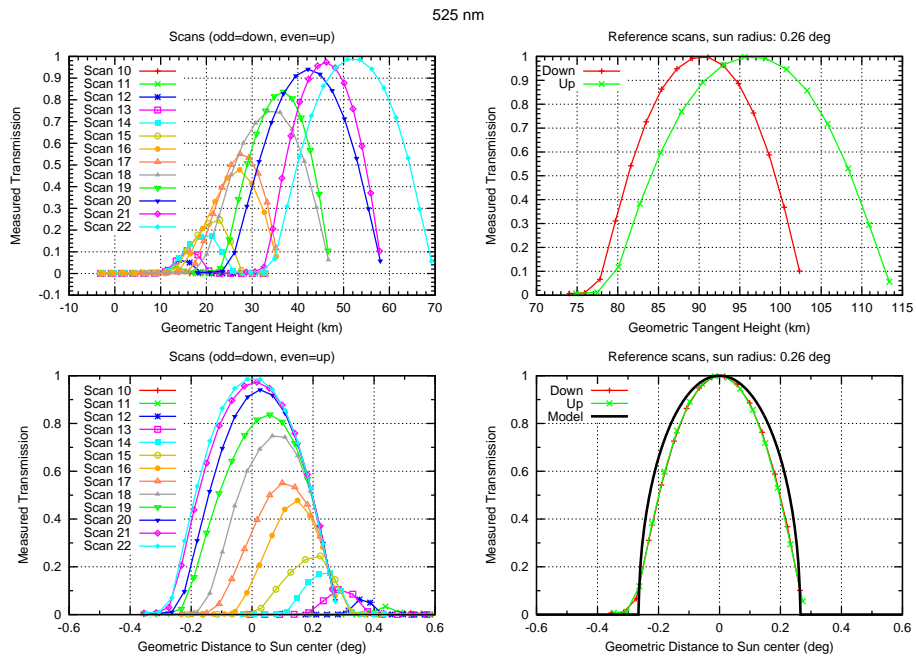 525 nm
Scans (odd=down, even=up)
Measured Transmission
1
0.9
0.8
0.7
0.6
0.5
0.4
0.3
0.2
0.1
0
-0.1
Scan 10
Scan 11
Scan 12
Scan 13
Scan 14
Scan 15
Scan 16
Scan 17
Scan 18
Scan 19
Scan 20
Scan 21
Scan 22
-10 0 10 20 30 40 50 60 70
Geometric Tangent Height (km)
Reference scans, sun radius: 0.26 deg
Measured Transmission
1
0.9
0.8
0.7
0.6
0.5
0.4
0.3
0.2
0.1
0
Down
Up
70 75 80 85 90 95 100 105 110 115
Geometric Tangent Height (km)
Scans (odd=down, even=up)
Measured Transmission
1
0.8
0.6
0.4
0.2
0
Scan 10
Scan 11
Scan 12
Scan 13
Scan 14
Scan 15
Scan 16
Scan 17
Scan 18
Scan 19
Scan 20
Scan 21
Scan 22
-0.6 -0.4 -0.2 0 0.2 0.4 0.6
Geometric Distance to Sun center (deg)
Reference scans, sun radius: 0.26 deg
Measured Transmission
1
0.8
0.6
0.4
0.2
0
Down
Up
Model
-0.6 -0.4 -0.2 0 0.2 0.4 0.6
Geometric Distance to Sun center (deg)